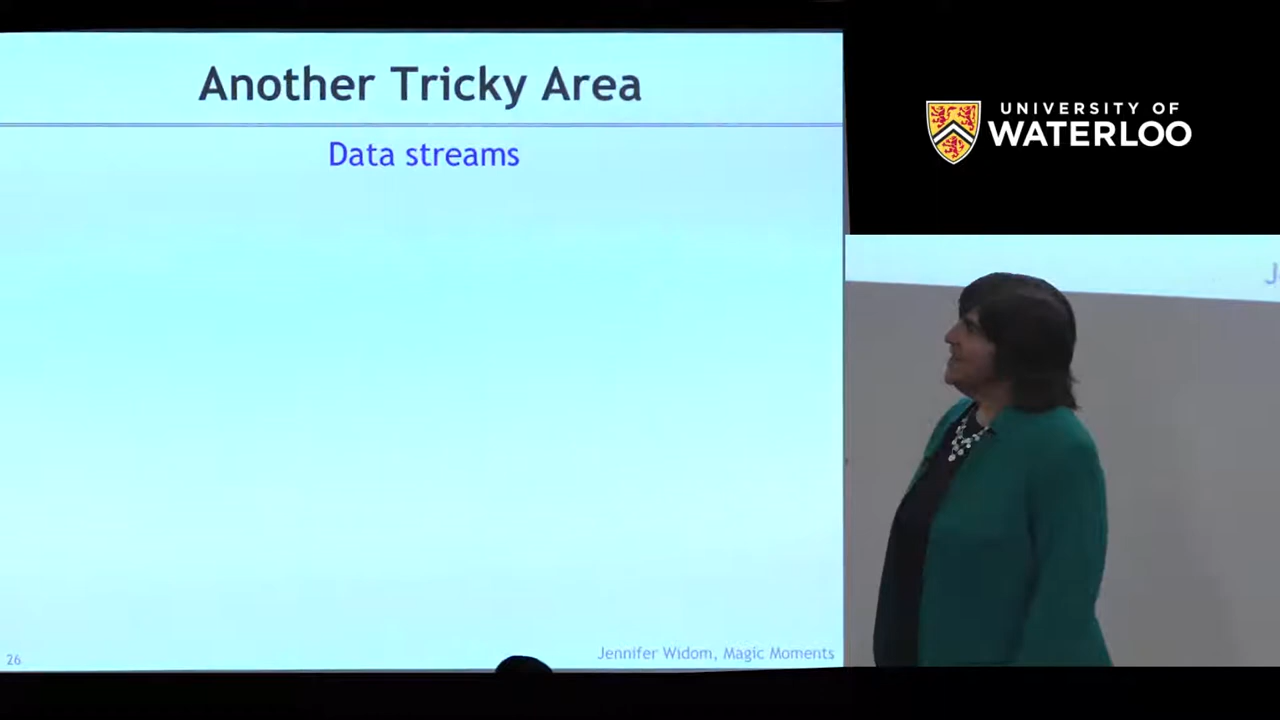 Another Tricky Area
Data streams
UNIVERSITY OF
WATERLOO
26
Jennifer Widom, Magic Moments